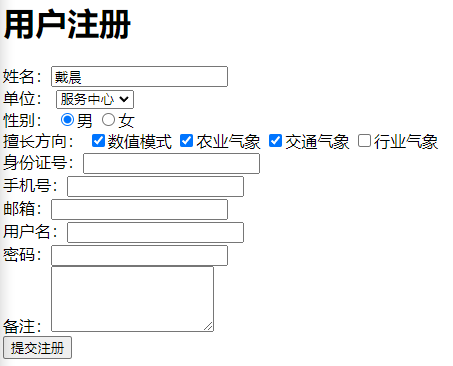 用户注册
姓名：戴晨
单位：服务中心
性别：男 女
擅长方向：数值模式 农业气象 交通气象 行业气象
身份证号：
手机号：
邮箱：
用户名：
密码：
备注：
提交注册